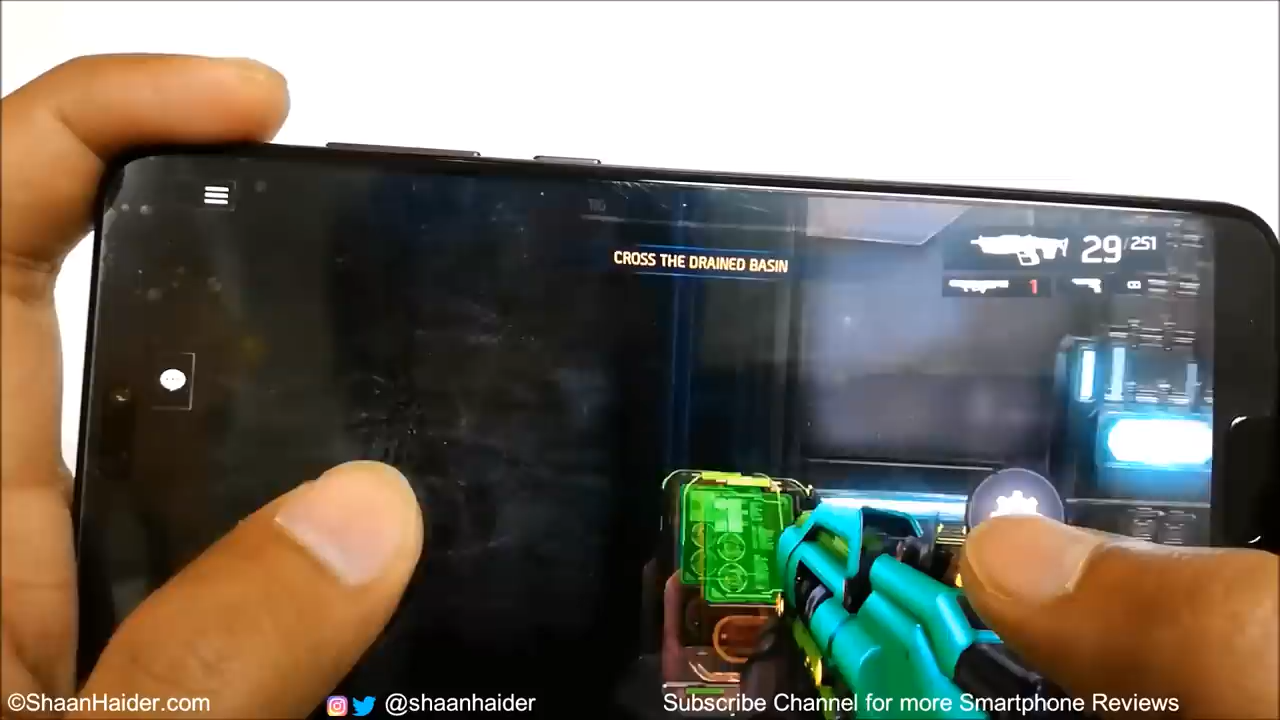 CROSS THE DRAINED BASIN
29/251
1
©ShaanHaider.com
@shaanhaider
Subscribe Channel for more Smartphone Reviews